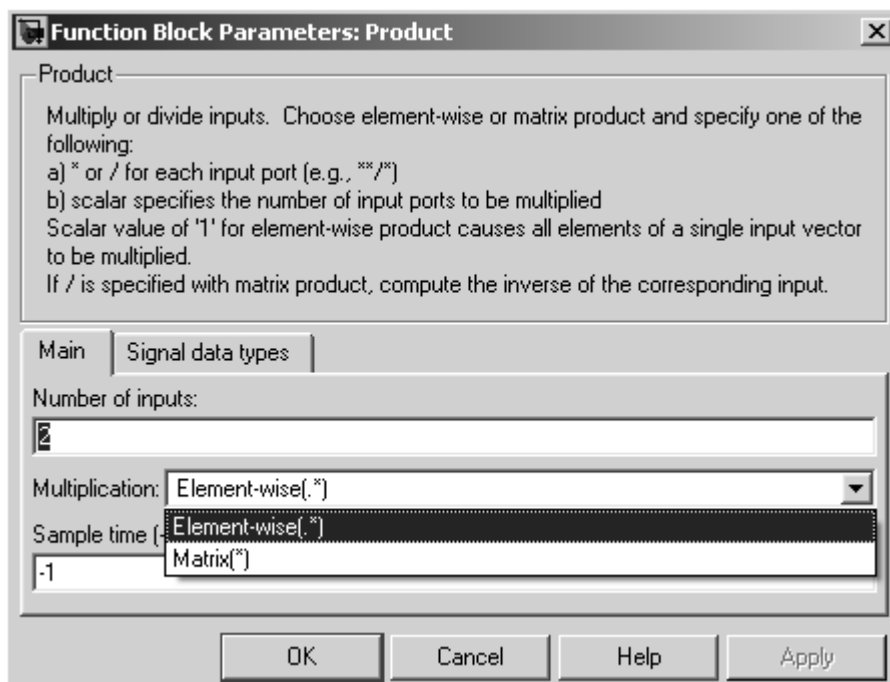 Function Block Parameters: Product
Product
Multiply or divide inputs. Choose element-wise or matrix product and specify one of the
following:
a) * or / for each input port (e.g., **/*)
b) scalar specifies the number of input ports to be multiplied
Scalar value of '1' for element-wise product causes all elements of a single input vector
to be multiplied.
If / is specified with matrix product, compute the inverse of the corresponding input.
Main
Signal data types
Number of inputs:
2
Multiplication:
Element-wise(.*)
Element-wise(.*)
Matrix(*)
Sample time (-
-1
OK
Cancel
Help
Apply